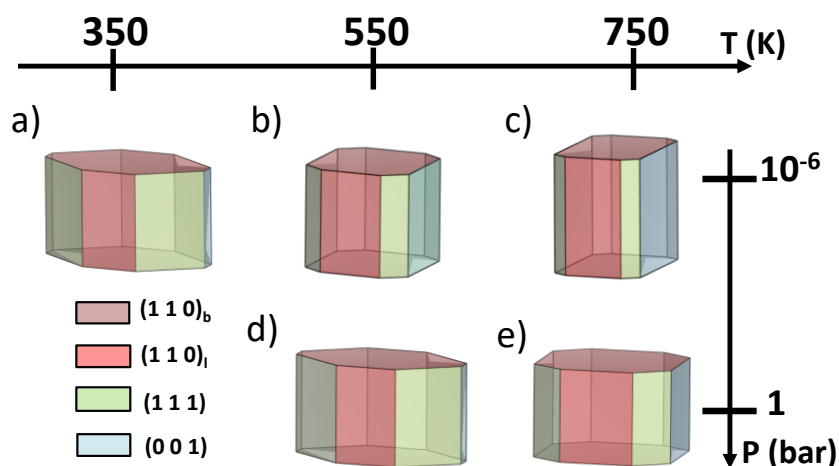 350 550 750 T (K)
a) b) c)
10⁻⁶
(1 1 0)b
(1 1 0)l
(1 1 1)
(0 0 1)
d) e)
1
P (bar)